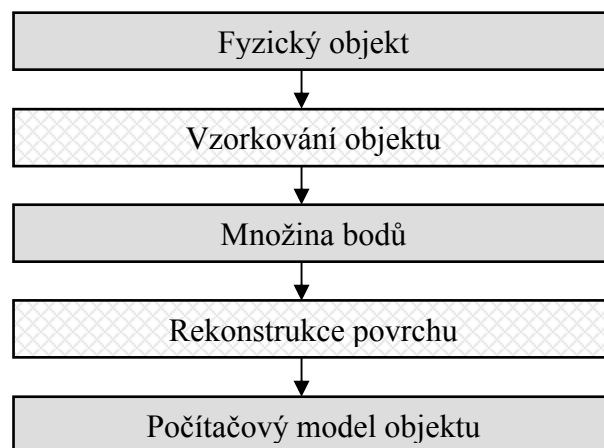 Fyzický objekt
Vzorkování objektu
Množina bodů
Rekonstrukce povrchu
Počítačový model objektu